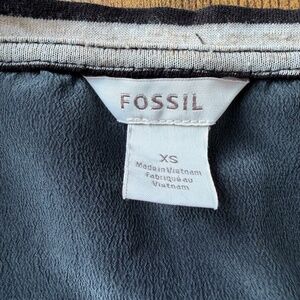 FOSSIL
XS
Made in Vietnam
Fabriqué au
Vietnam